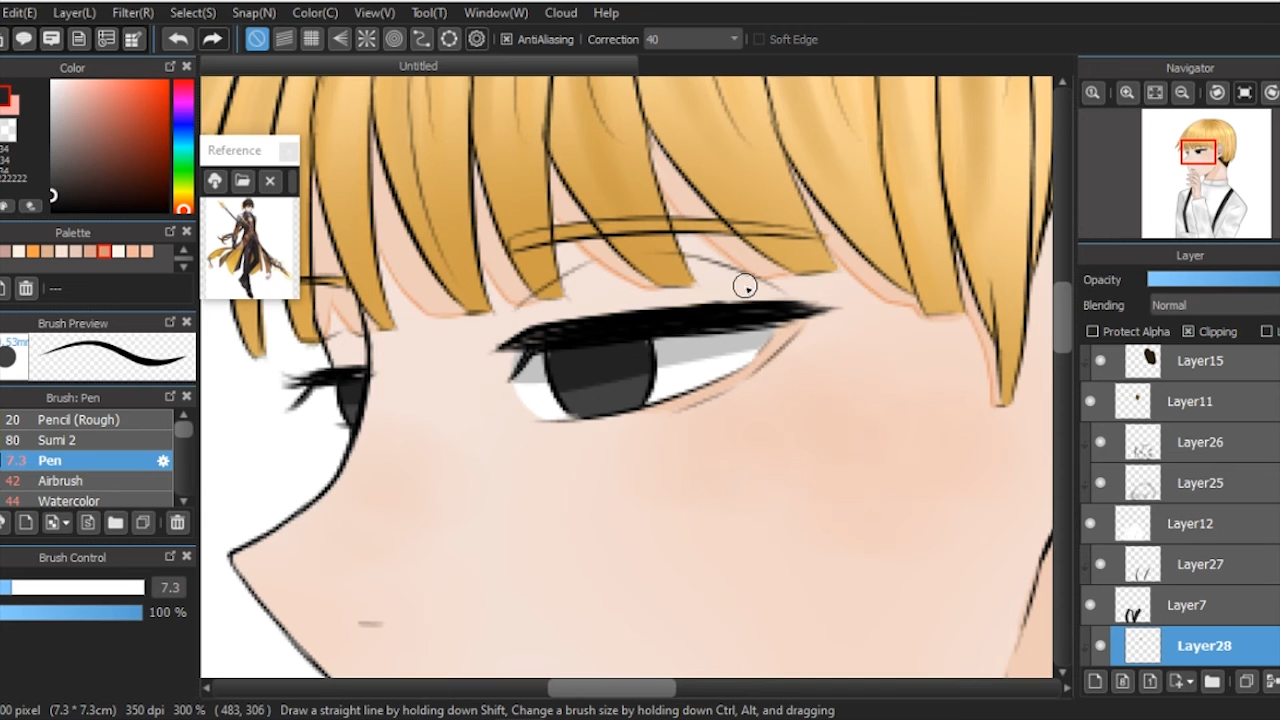 Edit(E) Layer(L) Filter(R) Select(S) Snap(N) Color(C) View(V) Tool(T) Window(W) Cloud Help
AntiAliasing Correction 40 Soft Edge
Color
Untitled
Navigator
Reference
34
34
222222
Palette
---
Layer
Opacity
Blending Normal
Protect Alpha Clipping
Brush Preview
.53m
Brush: Pen
20 Pencil (Rough)
80 Sumi 2
7.3 Pen
42 Airbrush
44 Watercolor
Layer15
Layer11
Layer26
Layer25
Layer12
Layer27
Layer7
Layer28
Brush Control
7.3
100 %
00 pixel (7.3 * 7.3cm) 350 dpi 300 % ( 483, 306 ) Draw a straight line by holding down Shift, Change a brush size by holding down Ctrl, Alt, and dragging